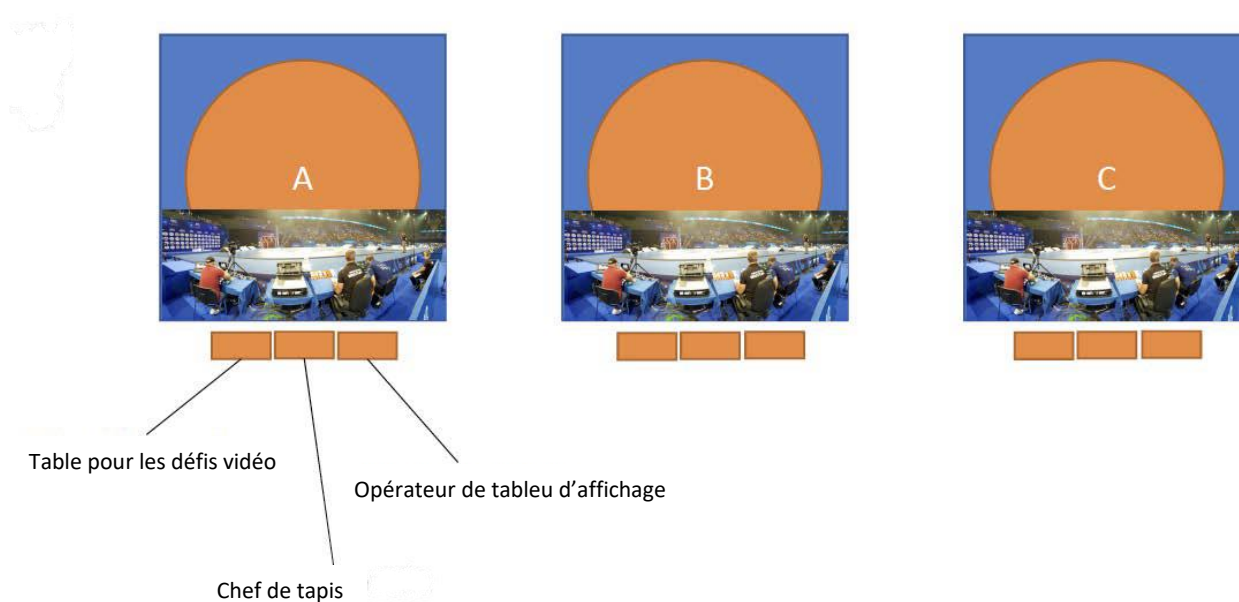 A
B
C
Table pour les défis vidéo
Opérateur de tableu d’affichage
Chef de tapis